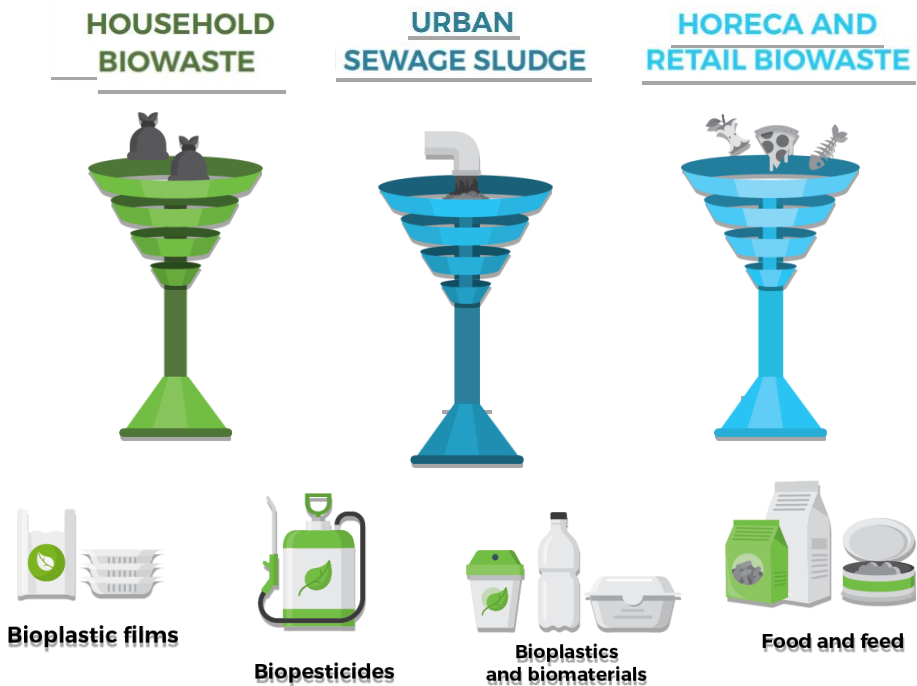 HOUSEHOLD
BIOWASTE
URBAN
SEWAGE SLUDGE
HORECA AND
RETAIL BIOWASTE
Bioplastic films
Biopesticides
Bioplastics
and biomaterials
Food and feed